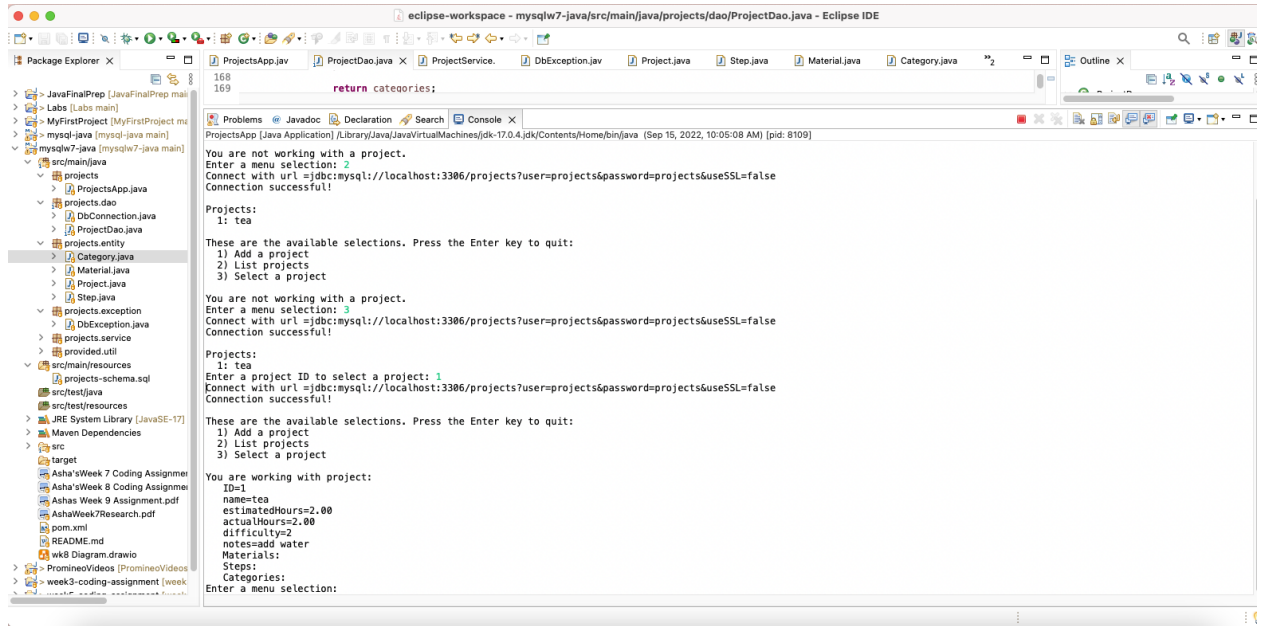 eclipse-workspace - mysqlw7-java/src/main/java/projects/dao/ProjectDao.java - Eclipse IDE
Package Explorer
ProjectsApp.jav ProjectDao.java ProjectService. DbException.jav Project.java Step.java Material.java Category.java 2
Outline
168
169 return categories;
> JavaFinalPrep [JavaFinalPrep mai
> Labs [Labs main]
> MyFirstProject [MyFirstProject ma
> mysql-java [mysql-java main]
mysqlw7-java [mysqlw7-java main]
src/main/java
projects
ProjectsApp.java
projects.dao
DbConnection.java
ProjectDao.java
projects.entity
Category.java
Material.java
Project.java
Step.java
projects.exception
DbException.java
projects.service
provided.util
src/main/resources
projects-schema.sql
src/test/java
src/test/resources
JRE System Library [JavaSE-17]
Maven Dependencies
src
target
Asha'sWeek 7 Coding Assignmer
Asha'sWeek 8 Coding Assignmer
Ashas Week 9 Assignment.pdf
AshaWeek7Research.pdf
pom.xml
README.md
wk8 Diagram.drawio
> PromineoVideos [PromineoVideos
> week3-coding-assignment [week
Problems Javadoc Declaration Search Console
ProjectsApp [Java Application] /Library/Java/JavaVirtualMachines/jdk-17.0.4.jdk/Contents/Home/bin/java (Sep 15, 2022, 10:05:08 AM) [pid: 8109]
You are not working with a project.
Enter a menu selection: 2
Connect with url =jdbc:mysql://localhost:3306/projects?user=projects&password=projects&useSSL=false
Connection successful!
Projects:
1: tea
These are the available selections. Press the Enter key to quit:
1) Add a project
2) List projects
3) Select a project
You are not working with a project.
Enter a menu selection: 3
Connect with url =jdbc:mysql://localhost:3306/projects?user=projects&password=projects&useSSL=false
Connection successful!
Projects:
1: tea
Enter a project ID to select a project: 1
Connect with url =jdbc:mysql://localhost:3306/projects?user=projects&password=projects&useSSL=false
Connection successful!
These are the available selections. Press the Enter key to quit:
1) Add a project
2) List projects
3) Select a project
You are working with project:
ID=1
name=tea
estimatedHours=2.00
actualHours=2.00
difficulty=2
notes=add water
Materials:
Steps:
Categories:
Enter a menu selection: